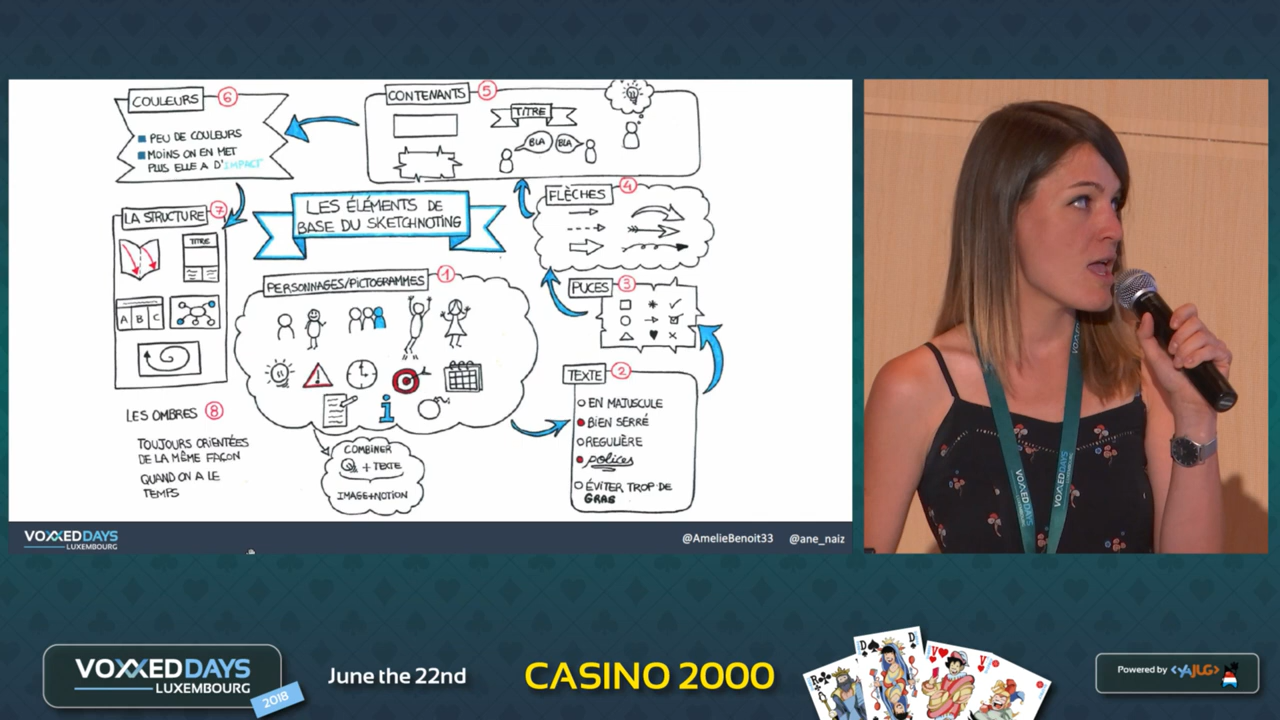 COULEURS 6
PEU DE COULEURS
MOINS ON EN MET
PLUS ELLE A D'IMPACT
CONTENANTS 5
TITRE
BLA
BLA
LES ÉLÉMENTS DE
BASE DU SKETCHNOTING
FLÈCHES 4
LA STRUCTURE 7
TITRE
A B C
PERSONNAGES/PICTOGRAMMES 1
i
PUCES 3
TEXTE 2
EN MAJUSCULE
BIEN SERRÉ
REGULIÈRE
polices
ÉVITER TROP DE
GRAS
LES OMBRES 8
TOUJOURS ORIENTÉES
DE LA MÊME FAÇON
QUAND ON A LE
TEMPS
COMBINER
+ TEXTE
IMAGE+NOTION
VOXXEDDAYS
LUXEMBOURG
@AmelieBenoit33 @ane_naiz
VOXXEDDAYS
VOXXEDDAYS
VOXXEDDAYS
LUXEMBOURG
2018
June the 22nd
CASINO 2000
D D
V V
Powered by <YAJUG>